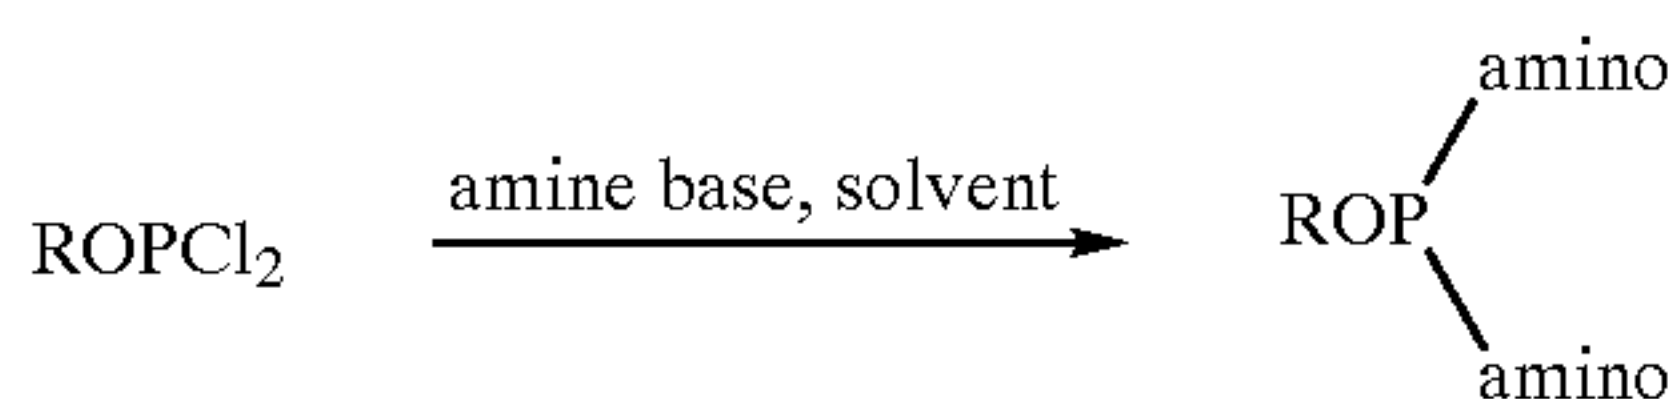 amino
amine base, solvent
ROPCl2
ROP
amino